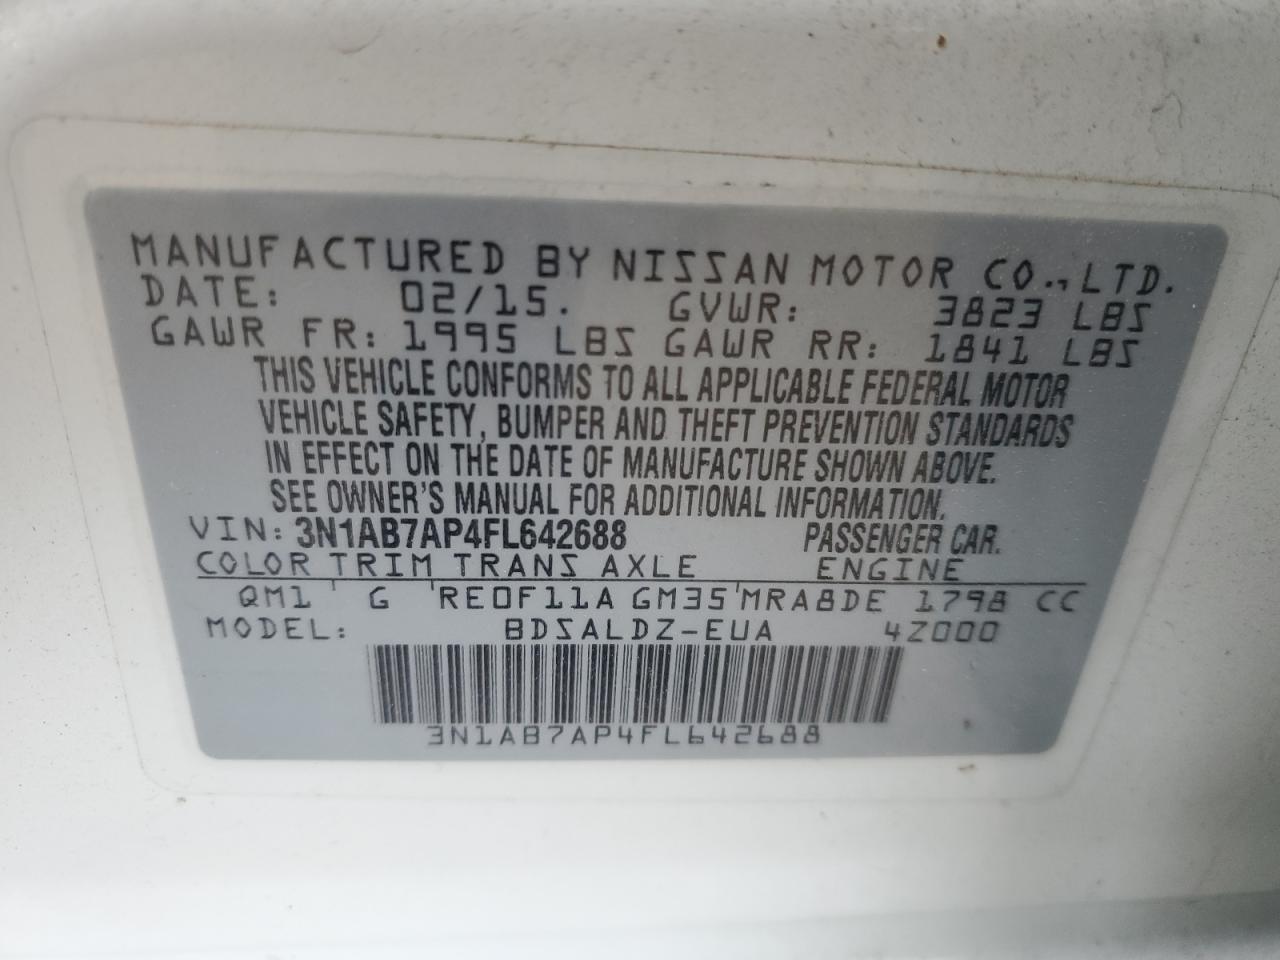 MANUFACTURED BY NISSAN MOTOR CO., LTD.
DATE: 02/15. GVWR: 3823 LBS
GAWR FR: 1995 LBS GAWR RR: 1841 LBS
THIS VEHICLE CONFORMS TO ALL APPLICABLE FEDERAL MOTOR
VEHICLE SAFETY, BUMPER AND THEFT PREVENTION STANDARDS
IN EFFECT ON THE DATE OF MANUFACTURE SHOWN ABOVE.
SEE OWNER'S MANUAL FOR ADDITIONAL INFORMATION.
VIN: 3N1AB7AP4FL642688 PASSENGER CAR.
COLOR TRIM TRANS AXLE ENGINE
QM1 ' G ' RE0F11A GM35 ' MRA8DE 1798 CC
MODEL: BDSALDZ-EUA 4Z000
3N1AB7AP4FL642688